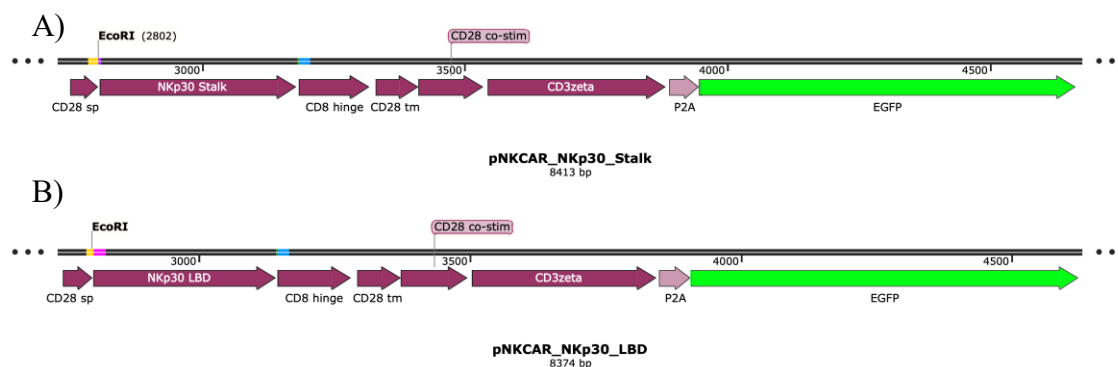 A)
EcoRI (2802)
CD28 co-stim
3000
3500
4000
4500
NKp30 Stalk
CD3zeta
CD28 sp
CD8 hinge
CD28 tm
P2A
EGFP
pNKCAR_NKp30_Stalk
8413 bp
B)
EcoRI
CD28 co-stim
3000
3500
4000
4500
NKp30 LBD
CD3zeta
CD28 sp
CD8 hinge
CD28 tm
P2A
EGFP
pNKCAR_NKp30_LBD
8374 bp